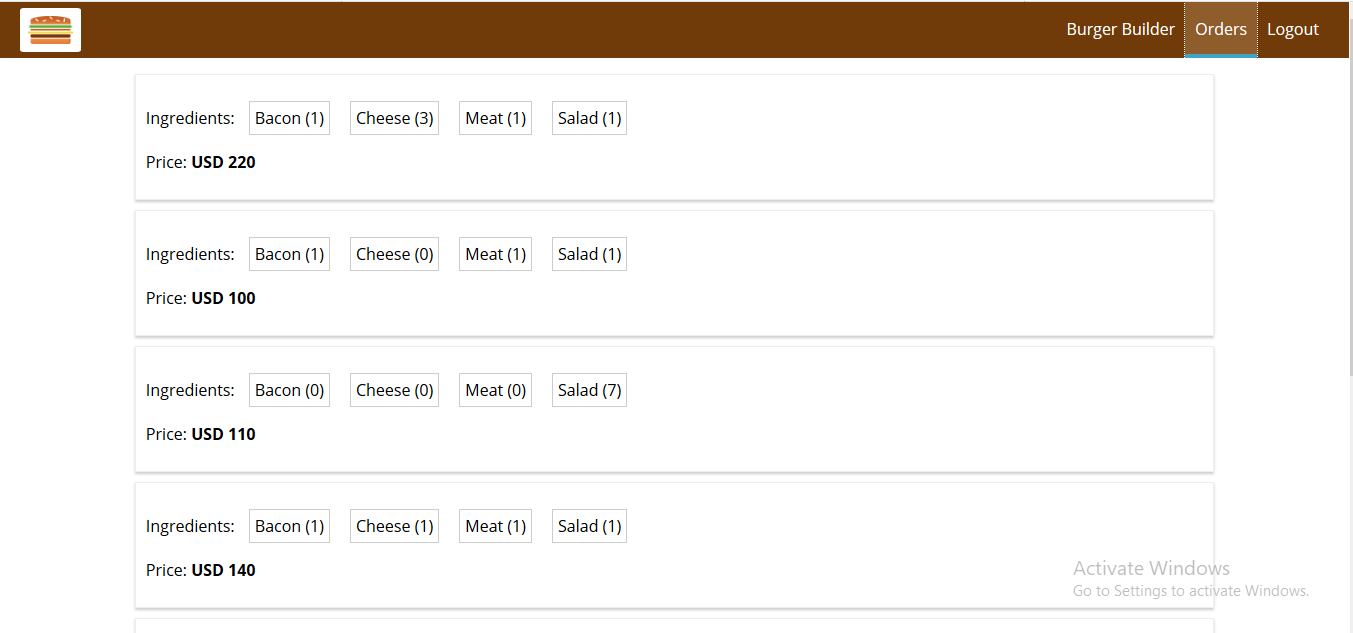 Burger Builder Orders Logout
Ingredients: Bacon (1) Cheese (3) Meat (1) Salad (1)
Price: USD 220
Ingredients: Bacon (1) Cheese (0) Meat (1) Salad (1)
Price: USD 100
Ingredients: Bacon (0) Cheese (0) Meat (0) Salad (7)
Price: USD 110
Ingredients: Bacon (1) Cheese (1) Meat (1) Salad (1)
Price: USD 140
Activate Windows
Go to Settings to activate Windows.